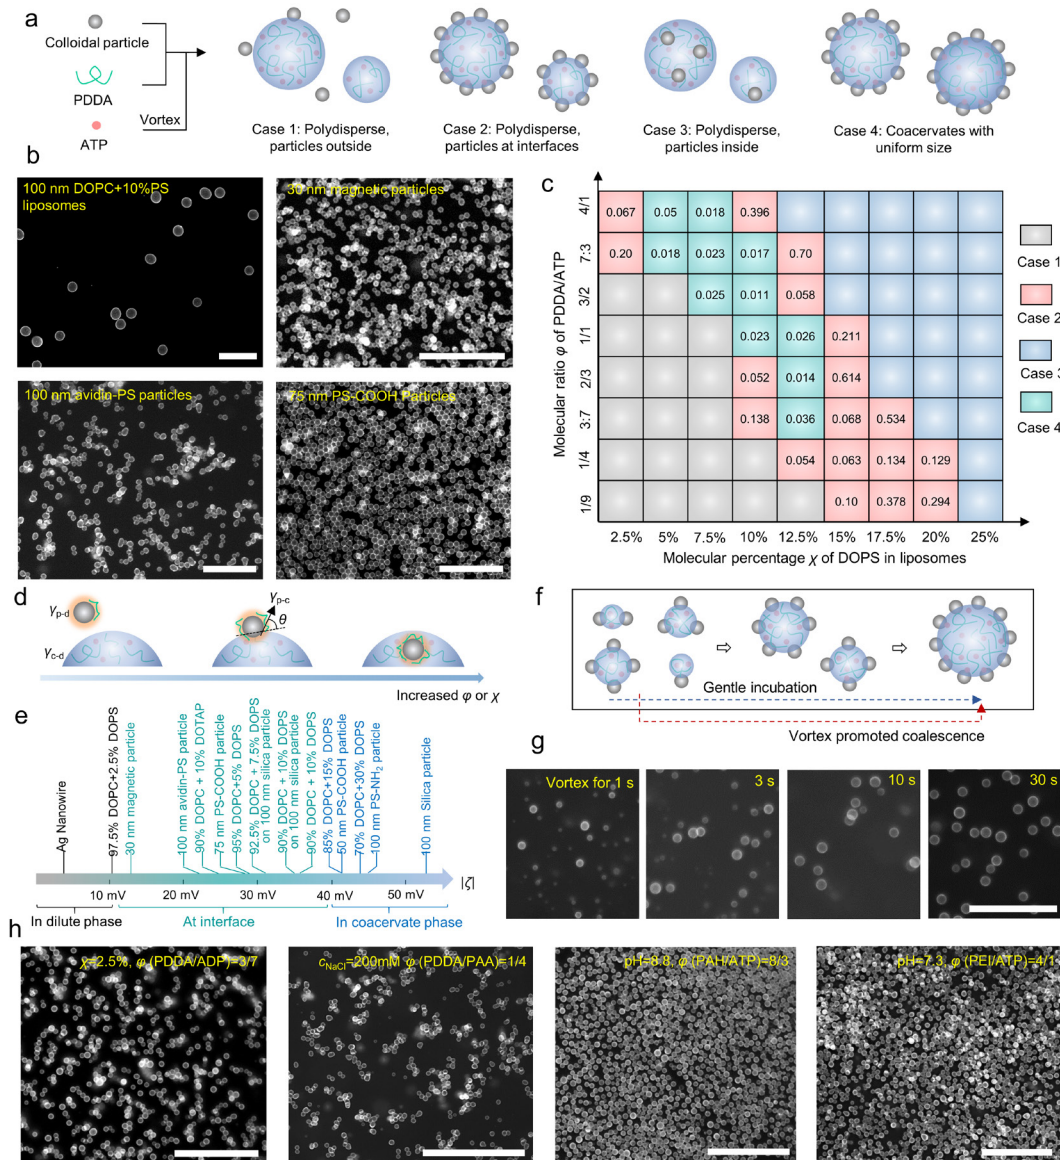 a
Colloidal particle
PDDA
Vortex
ATP
Case 1: Polydisperse,
particles outside
Case 2: Polydisperse,
particles at interfaces
Case 3: Polydisperse,
particles inside
Case 4: Coacervates with
uniform size
b
100 nm DOPC+10%PS
liposomes
30 nm magnetic particles
100 nm avidin-PS particles
75 nm PS-COOH Particles
c
Molecular ratio φ of PDDA/ATP
4/1
0.067 0.05 0.018 0.396
7:3
0.20 0.018 0.023 0.017 0.70
3/2
0.025 0.011 0.058
1/1
0.023 0.026 0.211
2/3
0.052 0.014 0.614
3:7
0.138 0.036 0.068 0.534
1/4
0.054 0.063 0.134 0.129
1/9
0.10 0.378 0.294
2.5% 5% 7.5% 10% 12.5% 15% 17.5% 20% 25%
Molecular percentage χ of DOPS in liposomes
Case 1
Case 2
Case 3
Case 4
d
γp-d
γc-d
γp-c
θ
Increased φ or χ
e
Ag Nanowire
97.5% DOPC+2.5% DOPS
30 nm magnetic particle
100 nm avidin-PS particle
90% DOPC + 10% DOTAP
75 nm PS-COOH particle
95% DOPC+5% DOPS
92.5% DOPC + 7.5% DOPS
on 100 nm silica particle
90% DOPC + 10% DOPS
on 100 nm silica particle
90% DOPC + 10% DOPS
85% DOPC+15% DOPS
50 nm PS-COOH particle
70% DOPC+30% DOPS
100 nm PS-NH2 particle
100 nm Silica particle
|ζ|
10 mV 20 mV 30 mV 40 mV 50 mV
In dilute phase
At interface
In coacervate phase
f
Gentle incubation
Vortex promoted coalescence
g
Vortex for 1 s
3 s
10 s
30 s
h
χ=2.5%, φ (PDDA/ADP)=3/7
cNaCl=200mM φ (PDDA/PAA)=1/4
pH=8.8, φ (PAH/ATP)=8/3
pH=7.3, φ (PEI/ATP)=4/1